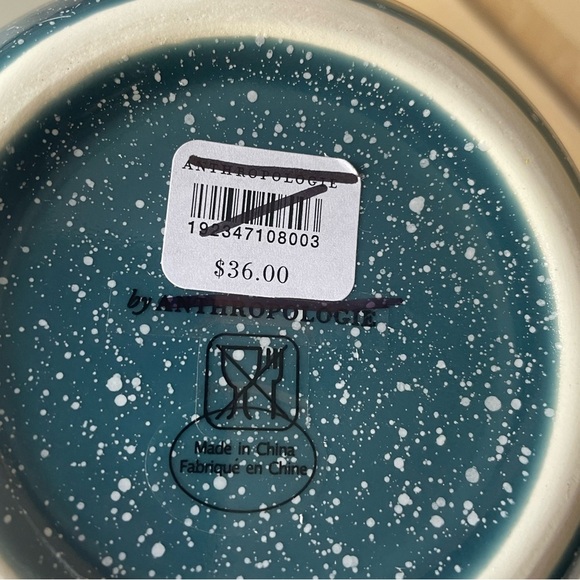 ANTHROPOLOGIE
192347108003
$36.00
by ANTHROPOLOGIE
Made in China
Fabriqué en Chine